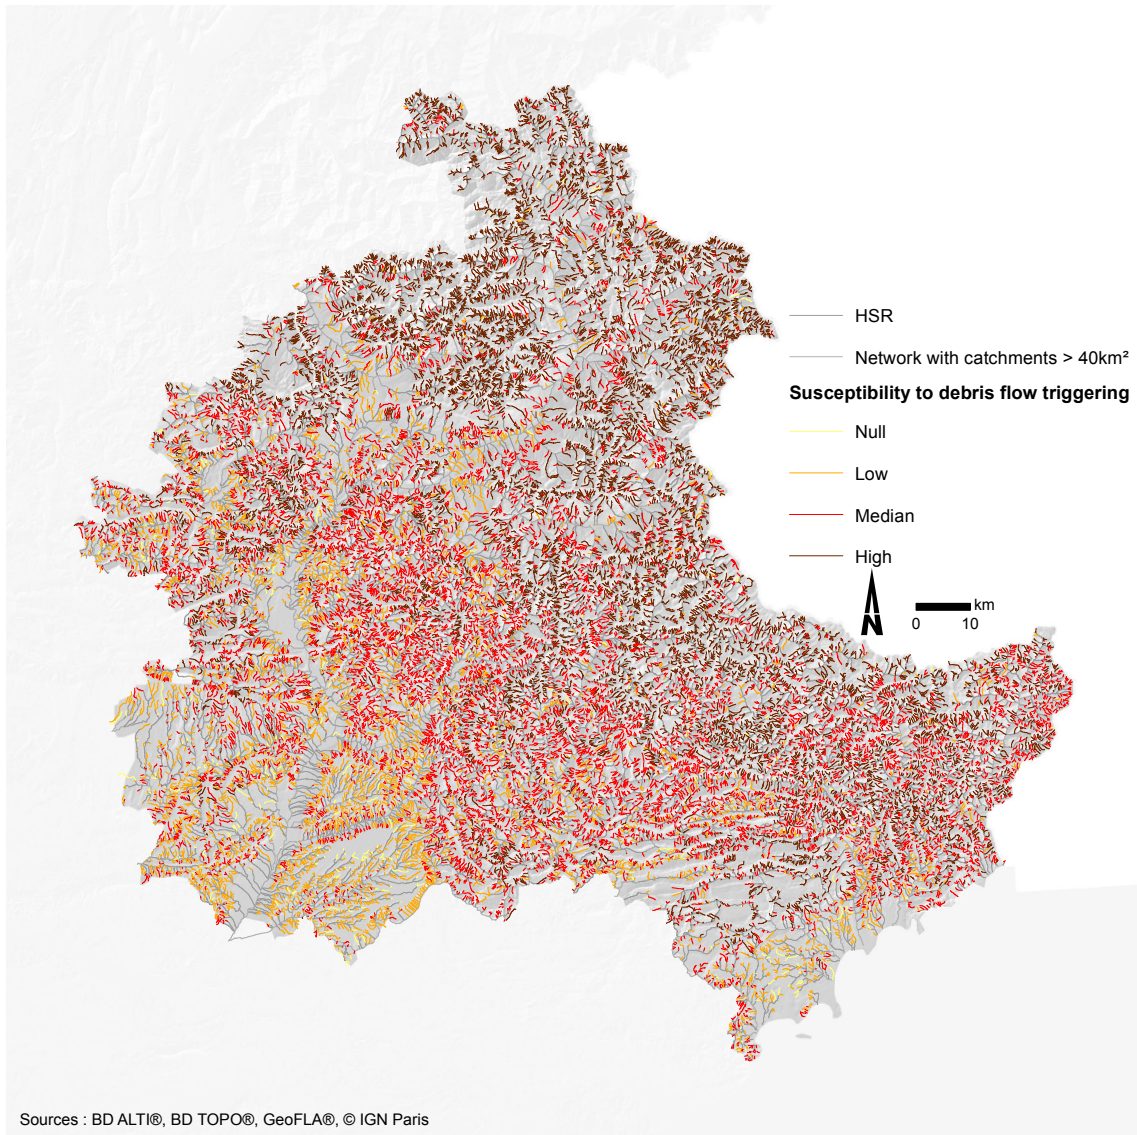 HSR
Network with catchments > 40km²
Susceptibility to debris flow triggering
Null
Low
Median
High
N
km
0 10
Sources : BD ALTI®, BD TOPO®, GeoFLA®, © IGN Paris